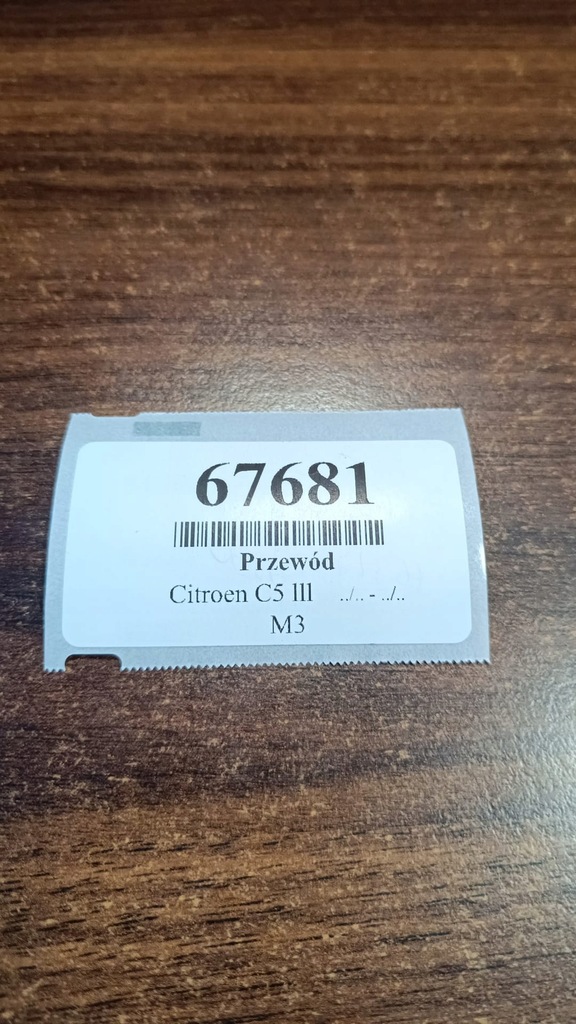 67681
Przewód
Citroen C5 lll ../.. - ../..
M3